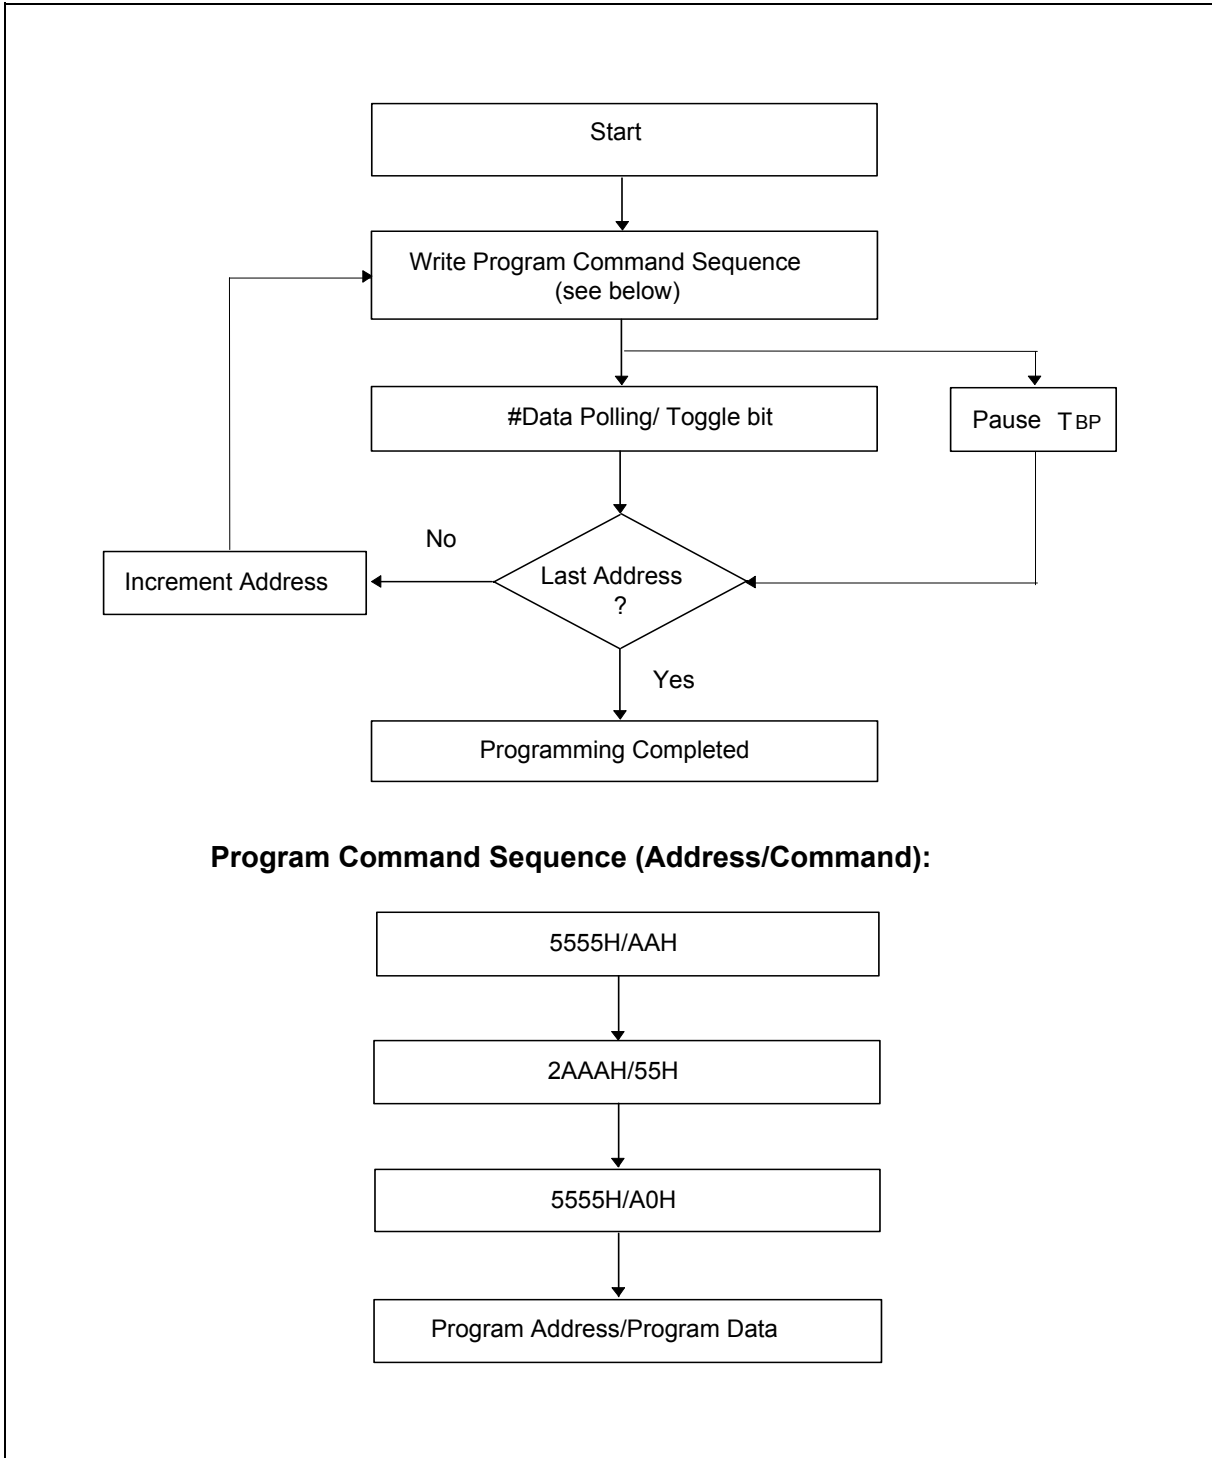 Start
Write Program Command Sequence
(see below)
#Data Polling/ Toggle bit
Pause TBP
No
Increment Address
Last Address
?
Yes
Programming Completed
Program Command Sequence (Address/Command):
5555H/AAH
2AAAH/55H
5555H/A0H
Program Address/Program Data